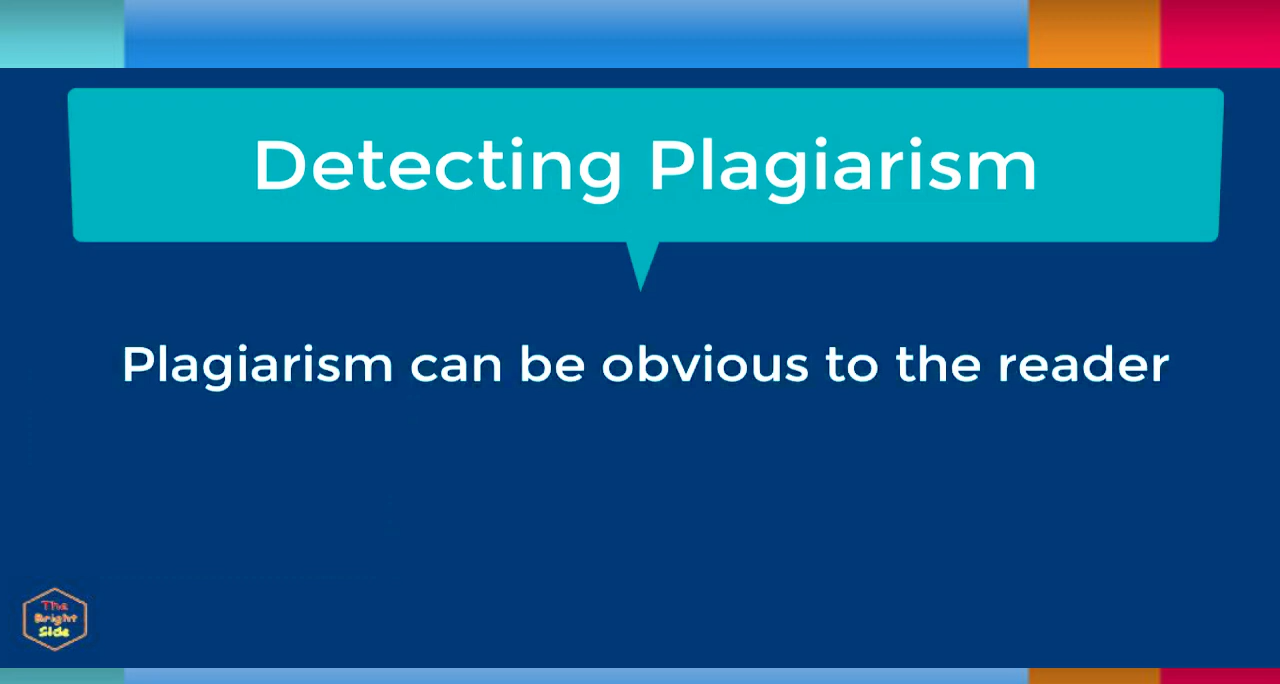 Detecting Plagiarism
Plagiarism can be obvious to the reader
The
Bright
Side